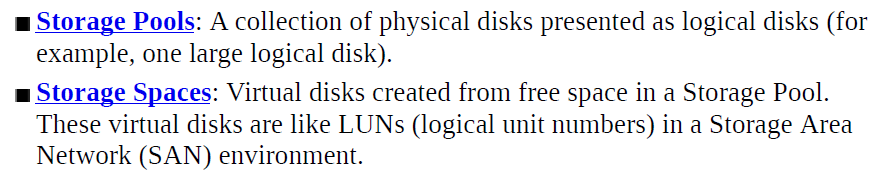 ■ Storage Pools: A collection of physical disks presented as logical disks (for
example, one large logical disk).
■ Storage Spaces: Virtual disks created from free space in a Storage Pool.
These virtual disks are like LUNs (logical unit numbers) in a Storage Area
Network (SAN) environment.